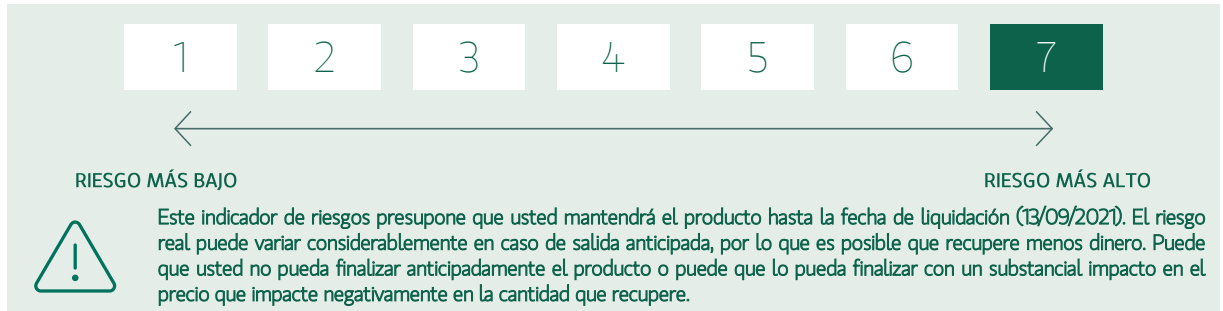 1 2 3 4 5 6 7
RIESGO MÁS BAJO RIESGO MÁS ALTO
Este indicador de riesgos presupone que usted mantendrá el producto hasta la fecha de liquidación (13/09/2021). El riesgo
real puede variar considerablemente en caso de salida anticipada, por lo que es posible que recupere menos dinero. Puede
que usted no pueda finalizar anticipadamente el producto o puede que lo pueda finalizar con un substancial impacto en el
precio que impacte negativamente en la cantidad que recupere.